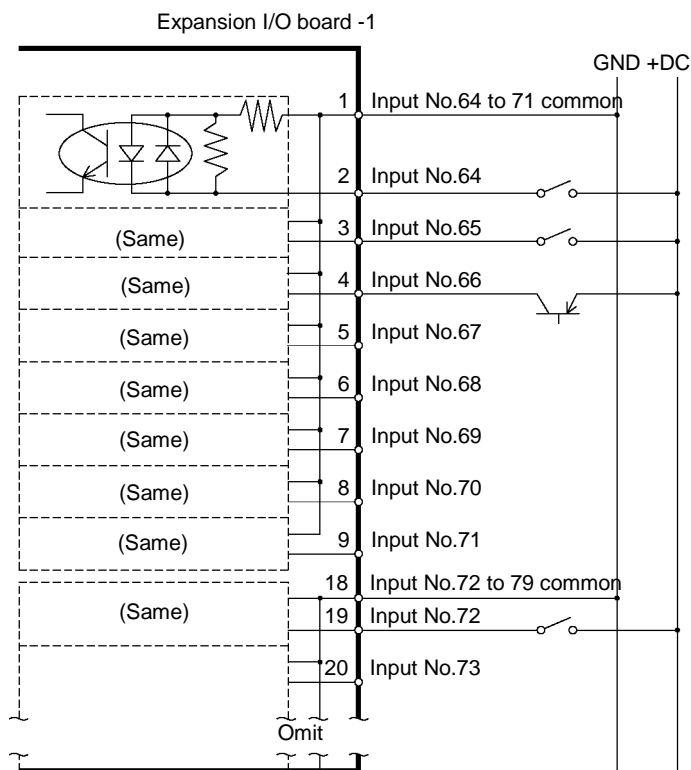 Expansion I/O board -1
GND +DC
1 Input No.64 to 71 common
2 Input No.64
(Same) 3 Input No.65
(Same) 4 Input No.66
(Same) 5 Input No.67
(Same) 6 Input No.68
(Same) 7 Input No.69
(Same) 8 Input No.70
(Same) 9 Input No.71
18 Input No.72 to 79 common
(Same) 19 Input No.72
20 Input No.73
Omit